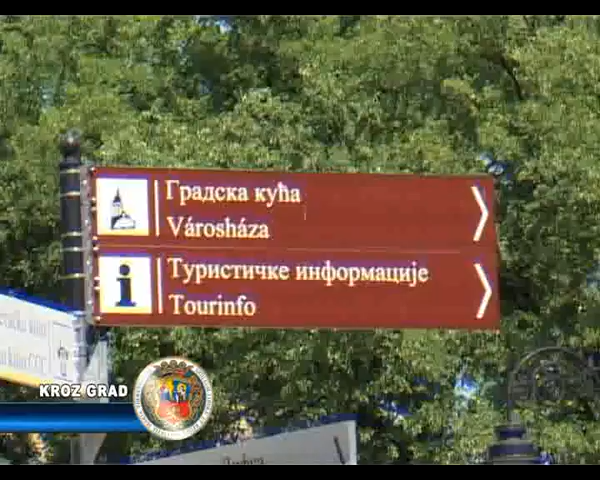 Градска кућа
Városháza
Туристичке информације
Tourinfo
KROZ GRAD